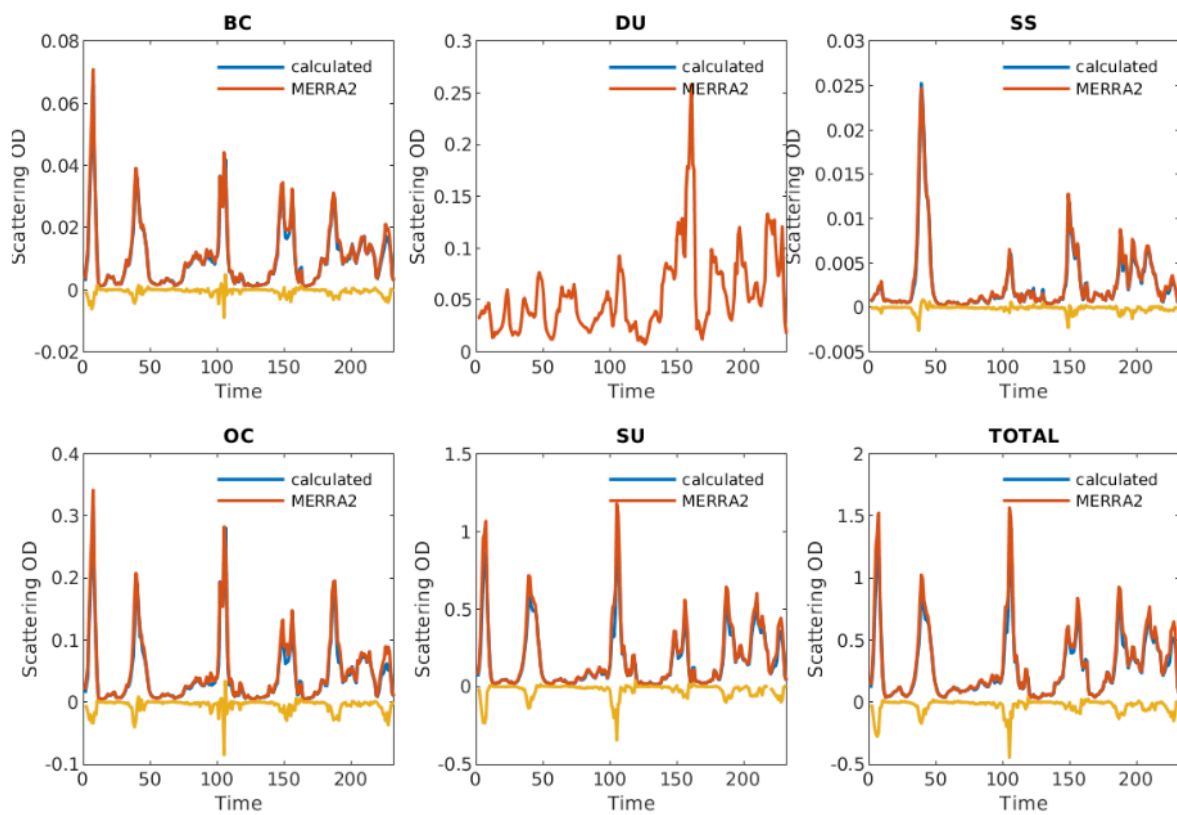 BC
0.08
0.06
0.04
0.02
0
-0.02
Scattering OD
calculated
MERRA2
0 50 100 150 200
Time
DU
0.3
0.25
0.2
0.15
0.1
0.05
0
Scattering OD
calculated
MERRA2
0 50 100 150 200
Time
SS
0.03
0.025
0.02
0.015
0.01
0.005
0
-0.005
Scattering OD
calculated
MERRA2
0 50 100 150 200
Time
OC
0.4
0.3
0.2
0.1
0
-0.1
Scattering OD
calculated
MERRA2
0 50 100 150 200
Time
SU
1.5
1
0.5
0
-0.5
Scattering OD
calculated
MERRA2
0 50 100 150 200
Time
TOTAL
2
1.5
1
0.5
0
-0.5
Scattering OD
calculated
MERRA2
0 50 100 150 200
Time